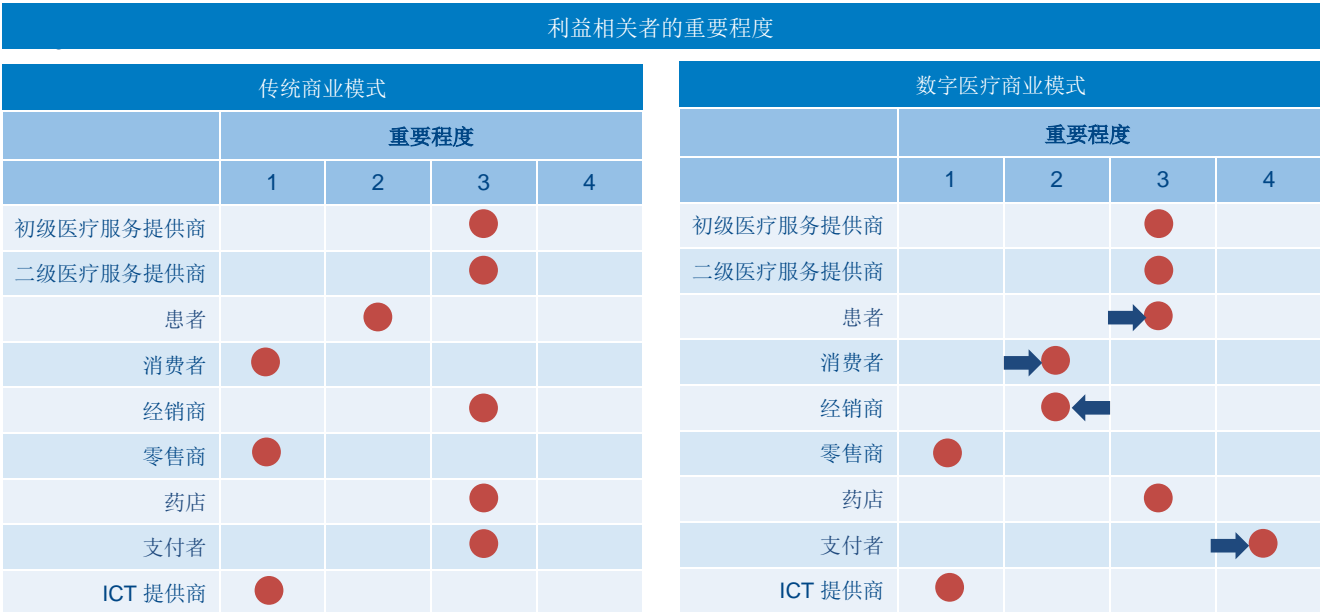 利益相关者的重要程度
传统商业模式
重要程度
1 2 3 4
初级医疗服务提供商
二级医疗服务提供商
患者
消费者
经销商
零售商
药店
支付者
ICT 提供商
数字医疗商业模式
重要程度
1 2 3 4
初级医疗服务提供商
二级医疗服务提供商
患者
消费者
经销商
零售商
药店
支付者
ICT 提供商